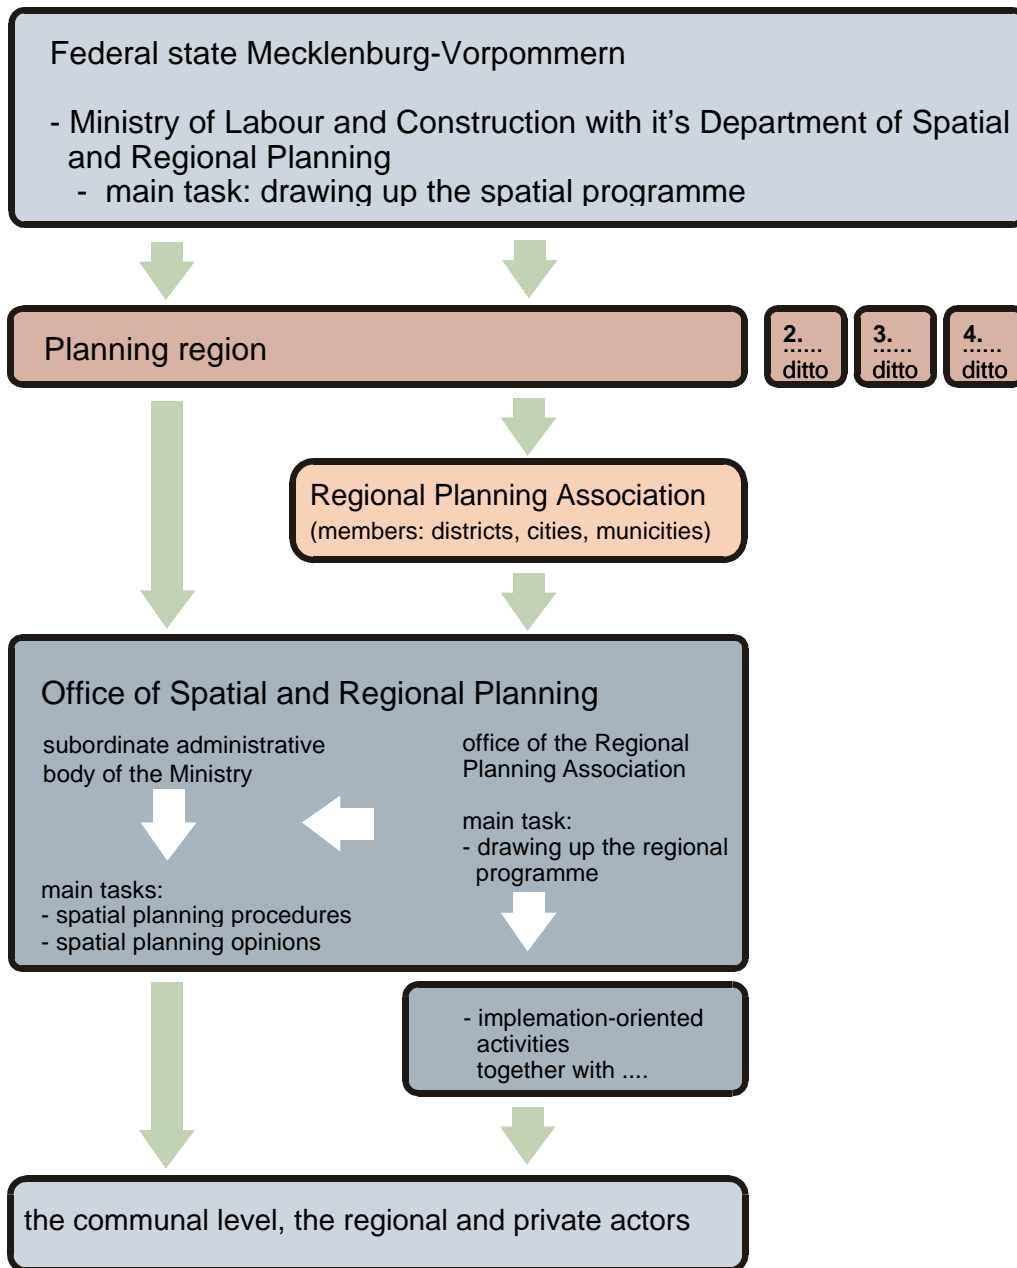 Federal state Mecklenburg-Vorpommern
- Ministry of Labour and Construction with it's Department of Spatial
and Regional Planning
- main task: drawing up the spatial programme
Planning region
2.
......
ditto
3.
......
ditto
4.
......
ditto
Regional Planning Association
(members: districts, cities, municities)
Office of Spatial and Regional Planning
subordinate administrative
body of the Ministry
main tasks:
- spatial planning procedures
- spatial planning opinions
office of the Regional
Planning Association
main task:
- drawing up the regional
programme
- implemation-oriented
activities
together with ....
the communal level, the regional and private actors